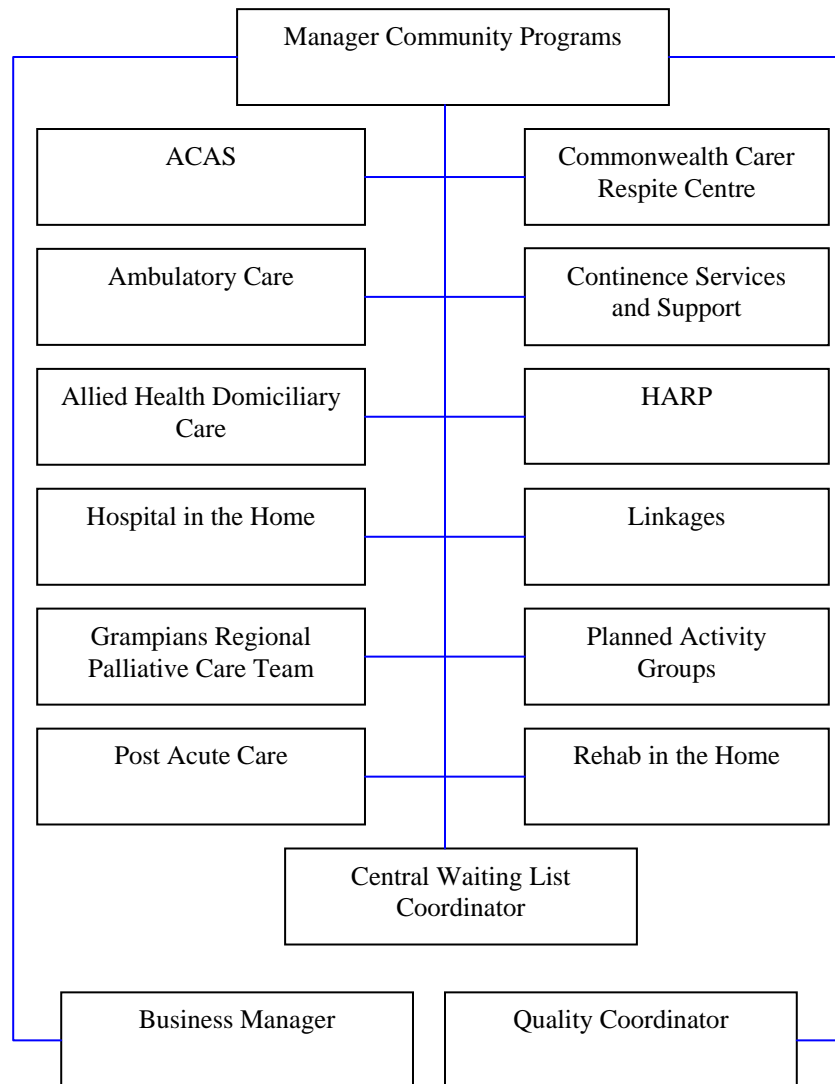 Manager Community Programs
ACAS
Commonwealth Carer
Respite Centre
Ambulatory Care
Continence Services
and Support
Allied Health Domiciliary
Care
HARP
Hospital in the Home
Linkages
Grampians Regional
Palliative Care Team
Planned Activity
Groups
Post Acute Care
Rehab in the Home
Central Waiting List
Coordinator
Business Manager
Quality Coordinator